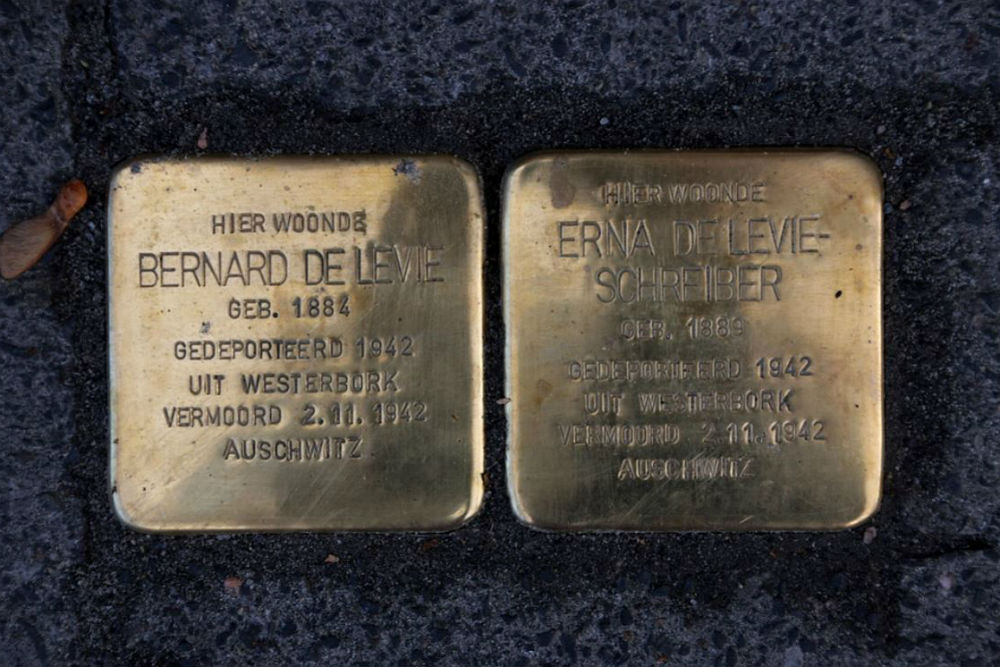 HIER WOONDE
BERNARD DE LEVIE
GEB. 1884
GEDEPORTEERD 1942
UIT WESTERBORK
VERMOORD 2.11.1942
AUSCHWITZ
HIER WOONDE
ERNA DE LEVIE-
SCHREIBER
GEB. 1889
GEDEPORTEERD 1942
UIT WESTERBORK
VERMOORD 2.11.1942
AUSCHWITZ